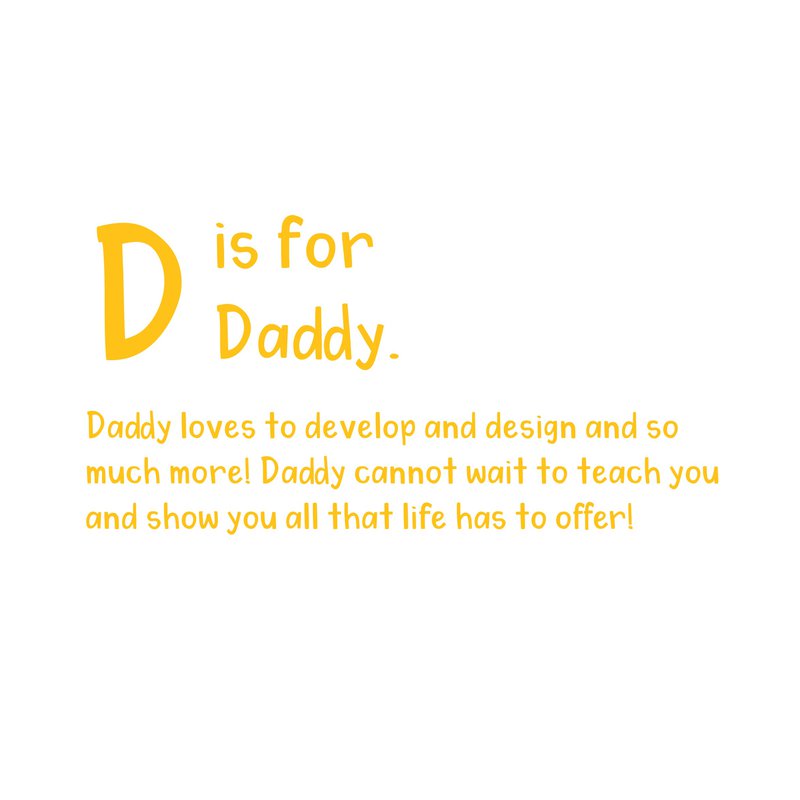 D is for
Daddy.
Daddy loves to develop and design and so
much more! Daddy cannot wait to teach you
and show you all that life has to offer!